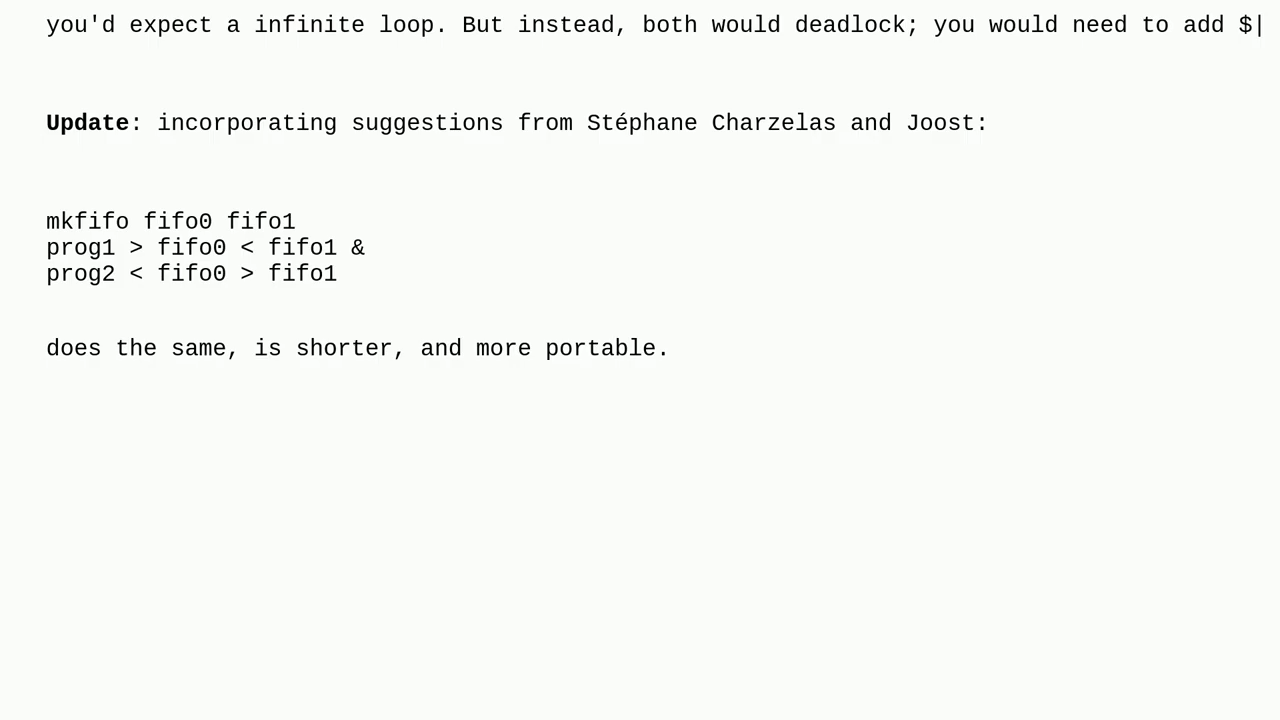 you'd expect a infinite loop. But instead, both would deadlock; you would need to add $|
Update: incorporating suggestions from Stéphane Charzelas and Joost:
mkfifo fifo0 fifo1
prog1 > fifo0 < fifo1 &
prog2 < fifo0 > fifo1
does the same, is shorter, and more portable.